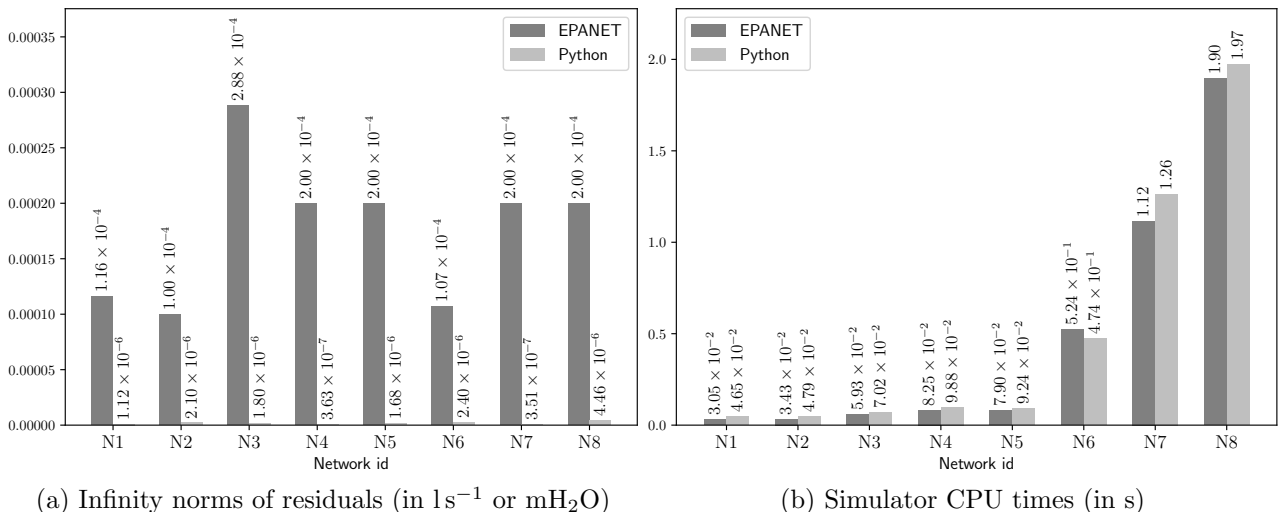 0.00035
0.00030
0.00025
0.00020
0.00015
0.00010
0.00005
0.00000
EPANET
Python
1.16 × 10⁻⁴
1.12 × 10⁻⁶
1.00 × 10⁻⁴
2.10 × 10⁻⁶
2.88 × 10⁻⁴
1.80 × 10⁻⁶
2.00 × 10⁻⁴
3.63 × 10⁻⁷
2.00 × 10⁻⁴
1.68 × 10⁻⁶
1.07 × 10⁻⁴
2.40 × 10⁻⁶
2.00 × 10⁻⁴
3.51 × 10⁻⁷
2.00 × 10⁻⁴
4.46 × 10⁻⁶
N1 N2 N3 N4 N5 N6 N7 N8
Network id
(a) Infinity norms of residuals (in l s⁻¹ or mH₂O)
2.0
1.5
1.0
0.5
0.0
EPANET
Python
3.05 × 10⁻²
4.65 × 10⁻²
3.43 × 10⁻²
4.79 × 10⁻²
5.93 × 10⁻²
7.02 × 10⁻²
8.25 × 10⁻²
9.88 × 10⁻²
7.90 × 10⁻²
9.24 × 10⁻²
5.24 × 10⁻¹
4.74 × 10⁻¹
1.12
1.26
1.90
1.97
N1 N2 N3 N4 N5 N6 N7 N8
Network id
(b) Simulator CPU times (in s)